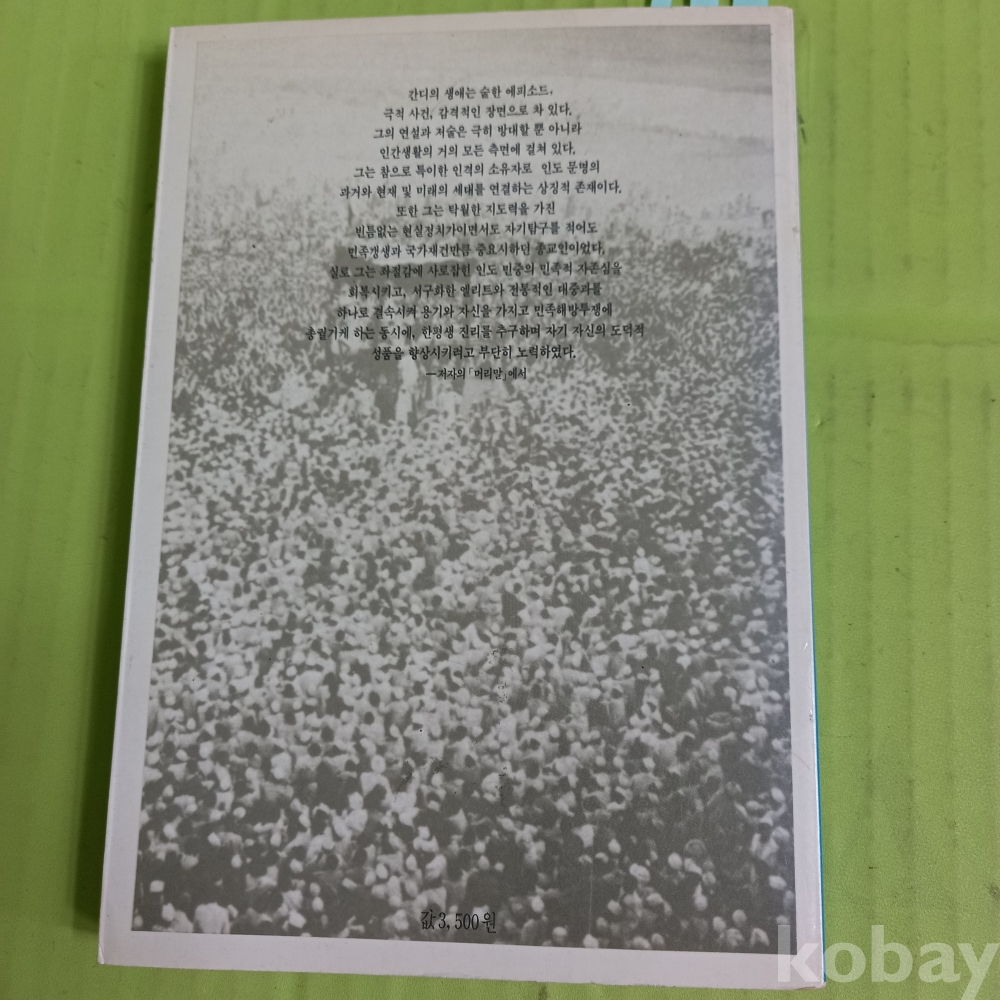 간디의 생애는 숱한 에피소드,
극적 사건, 감격적인 장면으로 차 있다.
그의 연설과 저술은 극히 방대할 뿐 아니라
인간생활의 거의 모든 측면에 걸쳐 있다.
그는 참으로 특이한 인격의 소유자로 인도 문명의
과거와 현재 및 미래의 세대를 연결하는 상징적 존재이다.
또한 그는 탁월한 지도력을 가진
빈틈없는 현실정치가이면서도 자기탐구를 적어도
민족갱생과 국가재건만큼 중요시하던 종교인이었다.
실로 그는 좌절감에 사로잡힌 인도 민중의 민족적 자존심을
회복시키고, 서구화한 엘리트와 전통적인 대중과를
하나로 결속시켜 용기와 자신을 가지고 민족해방투쟁에
총궐기케 하는 동시에, 한평생 진리를 추구하며 자기 자신의 도덕적
성품을 향상시키려고 부단히 노력하였다.
—저자의 「머리말」에서
값 3,500원
kobay